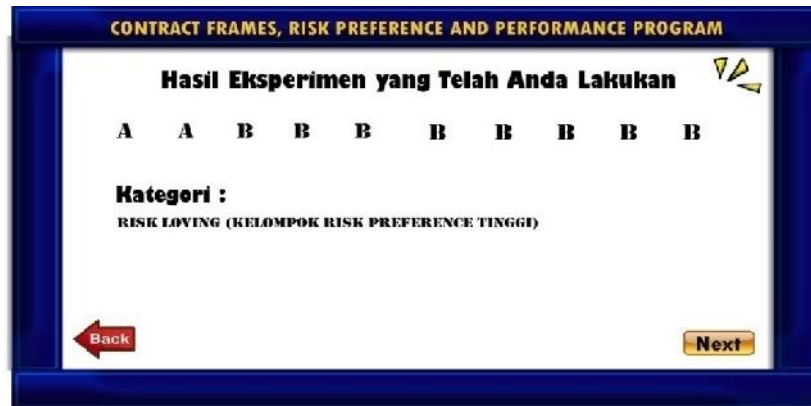 CONTRACT FRAMES, RISK PREFERENCE AND PERFORMANCE PROGRAM
Hasil Eksperimen yang Telah Anda Lakukan
A A B B B B B B B B
Kategori :
RISK LOVING (KELOMPOK RISK PREFERENCE TINGGI)
Back
Next